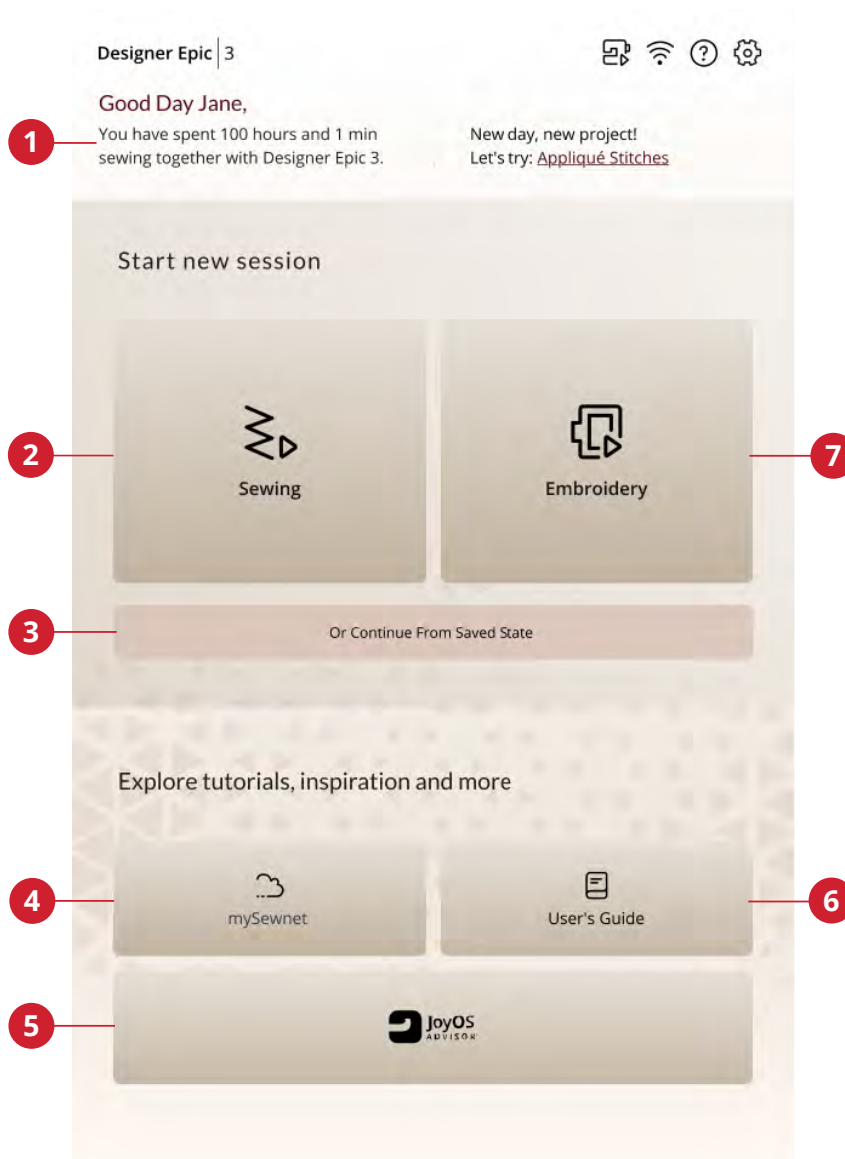 Designer Epic | 3
Good Day Jane,
1
You have spent 100 hours and 1 min
sewing together with Designer Epic 3.
New day, new project!
Let's try: Appliqué Stitches
Start new session
2
Sewing
Embroidery
7
3
Or Continue From Saved State
Explore tutorials, inspiration and more
4
mySewnet
User's Guide
6
5
JoyOS
ADVISOR